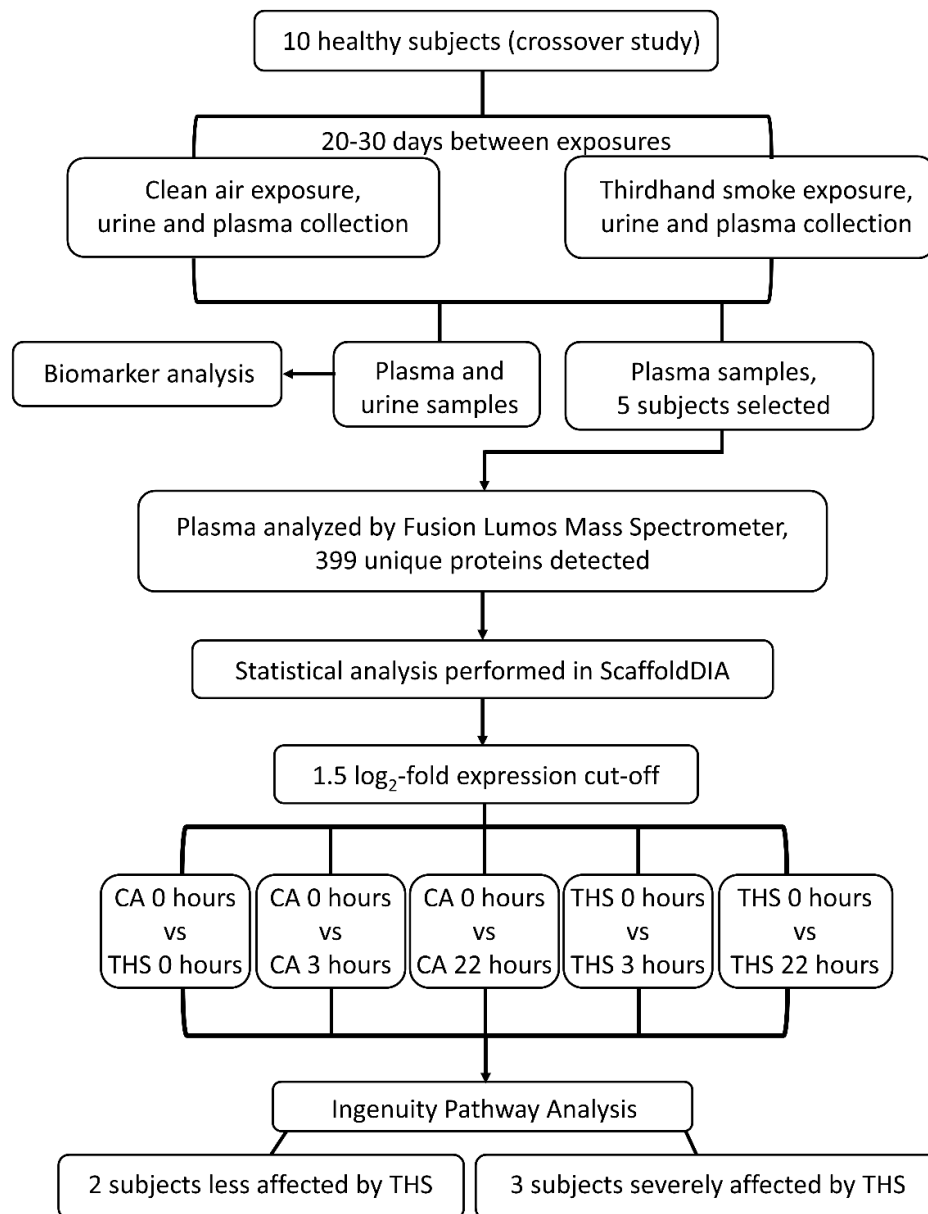 10 healthy subjects (crossover study)
20-30 days between exposures
Clean air exposure,
urine and plasma collection
Thirdhand smoke exposure,
urine and plasma collection
Biomarker analysis
Plasma and
urine samples
Plasma samples,
5 subjects selected
Plasma analyzed by Fusion Lumos Mass Spectrometer,
399 unique proteins detected
Statistical analysis performed in ScaffoldDIA
1.5 log₂-fold expression cut-off
CA 0 hours
vs
THS 0 hours
CA 0 hours
vs
CA 3 hours
CA 0 hours
vs
CA 22 hours
THS 0 hours
vs
THS 3 hours
THS 0 hours
vs
THS 22 hours
Ingenuity Pathway Analysis
2 subjects less affected by THS
3 subjects severely affected by THS